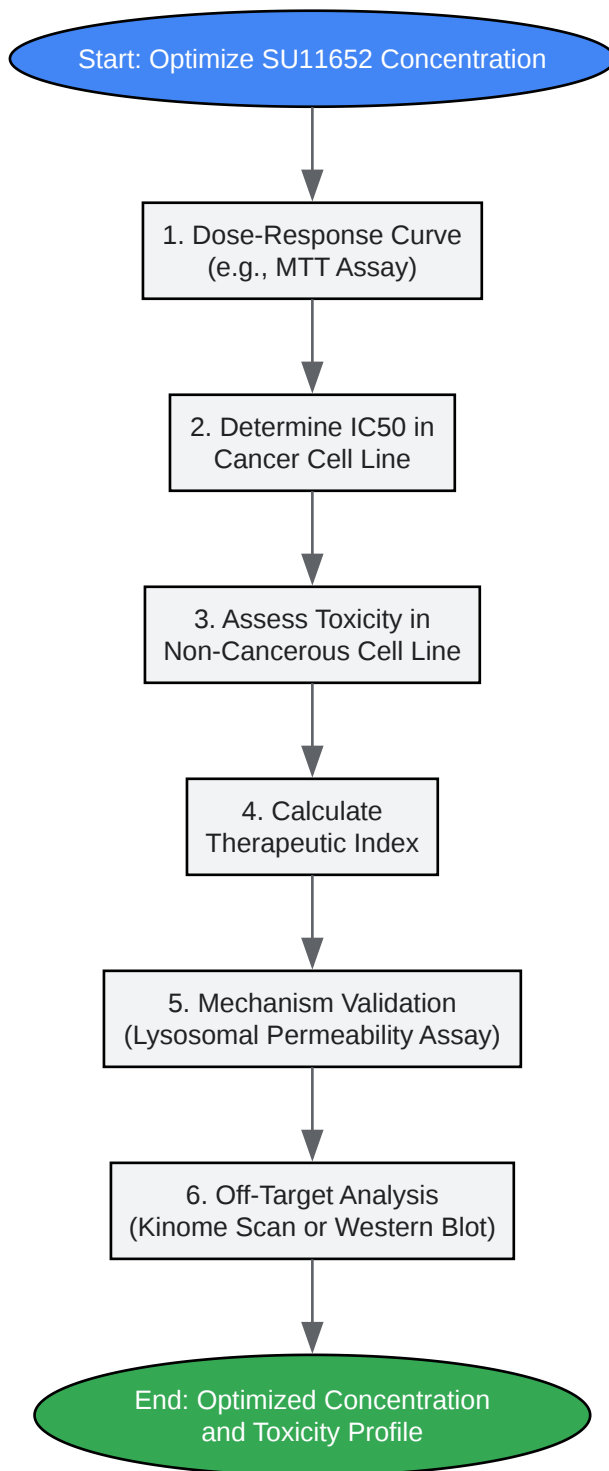 Start: Optimize SU11652 Concentration
1. Dose-Response Curve
(e.g., MTT Assay)
2. Determine IC50 in
Cancer Cell Line
3. Assess Toxicity in
Non-Cancerous Cell Line
4. Calculate
Therapeutic Index
5. Mechanism Validation
(Lysosomal Permeability Assay)
6. Off-Target Analysis
(Kinome Scan or Western Blot)
End: Optimized Concentration
and Toxicity Profile